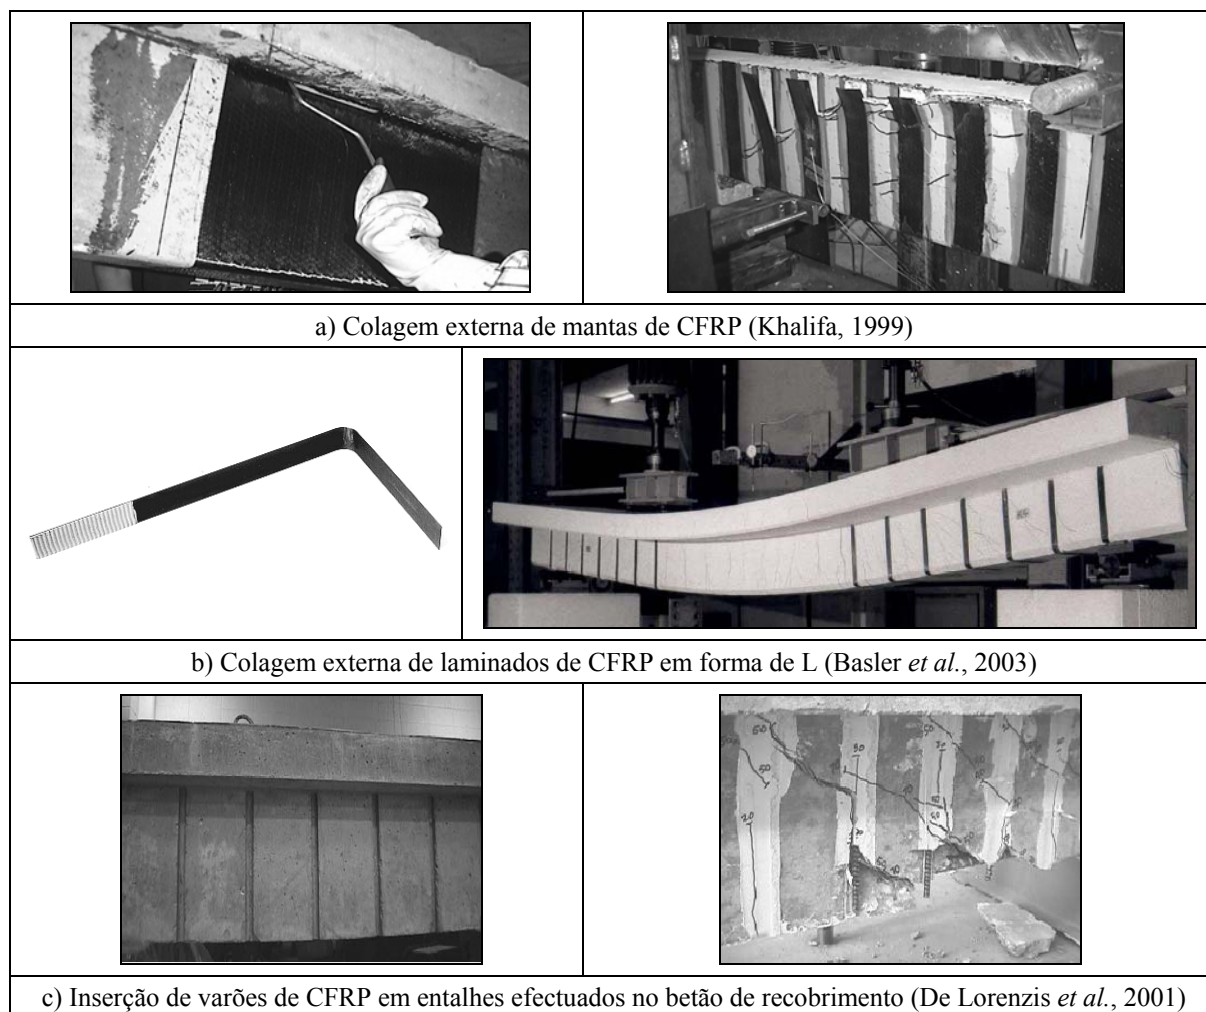 a) Colagem externa de mantas de CFRP (Khalifa, 1999)
b) Colagem externa de laminados de CFRP em forma de L (Basler et al., 2003)
c) Inserção de varões de CFRP em entalhes efectuados no betão de recobrimento (De Lorenzis et al., 2001)